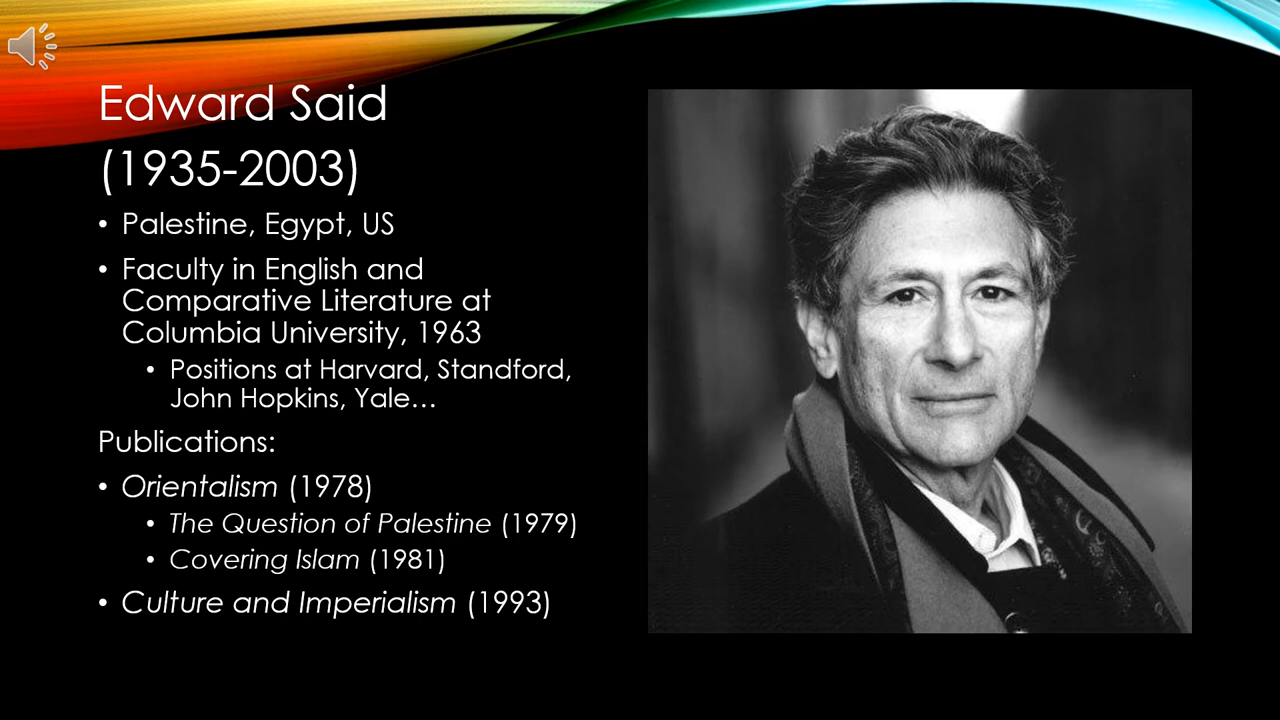 Edward Said
(1935-2003)
• Palestine, Egypt, US
• Faculty in English and
Comparative Literature at
Columbia University, 1963
• Positions at Harvard, Standford,
John Hopkins, Yale…
Publications:
• Orientalism (1978)
• The Question of Palestine (1979)
• Covering Islam (1981)
• Culture and Imperialism (1993)